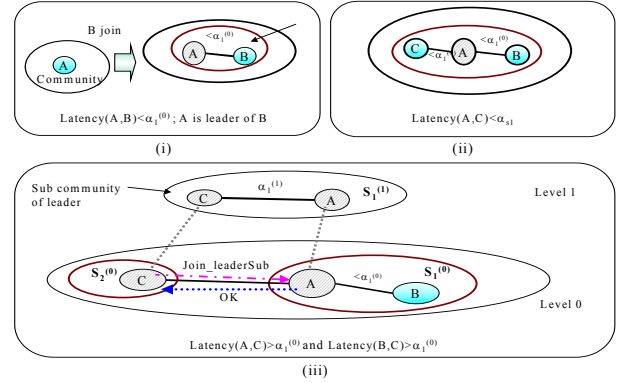 B join
A
Community
<α₁⁽⁰⁾
A
B
Latency(A,B)<α₁⁽⁰⁾ ; A is leader of B
(i)
<α₁⁽⁰⁾
C
<α₁⁽⁰⁾
A
B
Latency(A,C)<αₛ₁
(ii)
Sub community
of leader
C
α₁⁽¹⁾
A
S₁⁽¹⁾
Level 1
S₂⁽⁰⁾
Join_leaderSub
S₁⁽⁰⁾
C
A
<α₁⁽⁰⁾
B
OK
Level 0
Latency(A,C)>α₁⁽⁰⁾ and Latency(B,C)>α₁⁽⁰⁾
(iii)